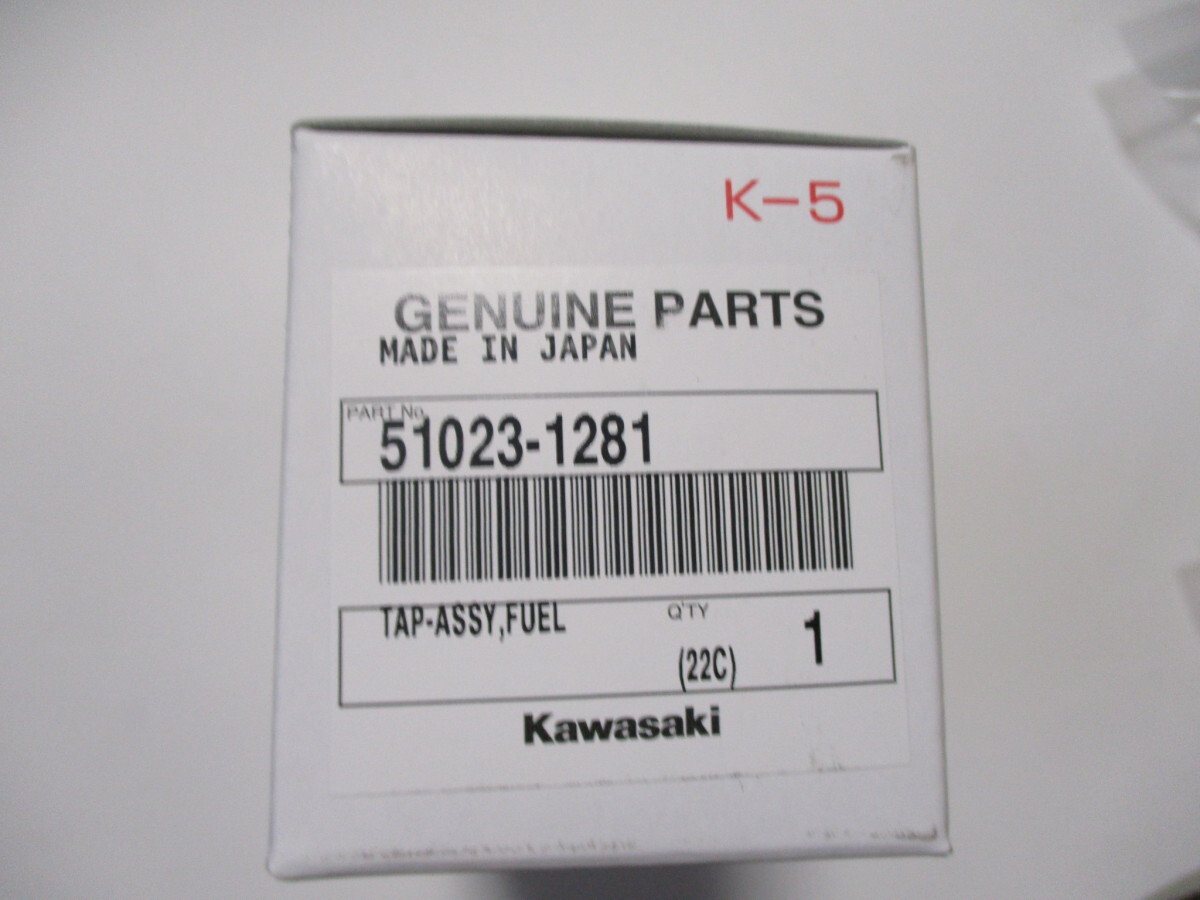 K-5
GENUINE PARTS
MADE IN JAPAN
PART No.
51023-1281
TAP-ASSY,FUEL
Q'TY
(22C)
1
Kawasaki